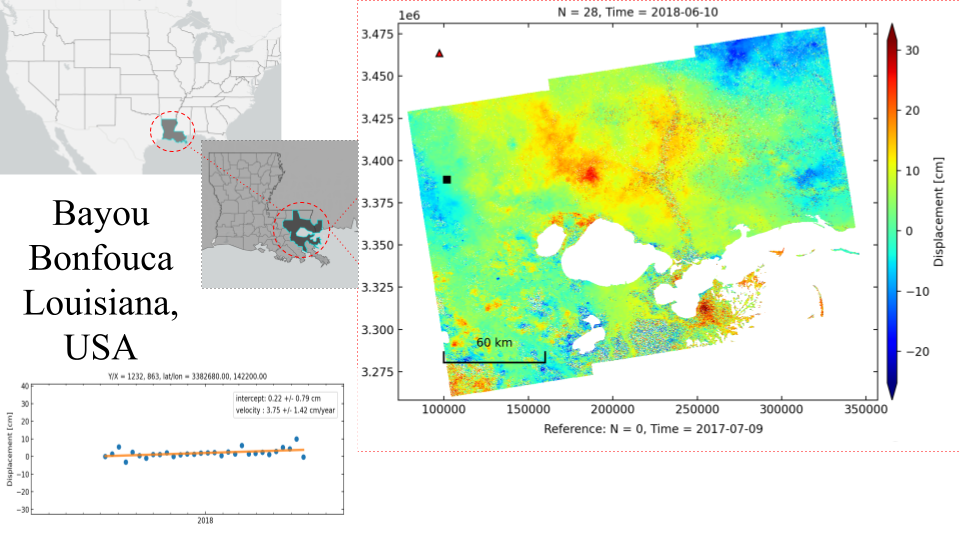 N = 28, Time = 2018-06-10
1e6
3.475
3.450
3.425
3.400
3.375
3.350
3.325
3.300
3.275
60 km
100000
150000
200000
250000
300000
350000
Reference: N = 0, Time = 2017-07-09
30
20
10
0
−10
−20
Displacement [cm]
Bayou
Bonfouca
Louisiana,
USA
Y/X = 1232, 863, lat/lon = 3382680.00, 142200.00
intercept: 0.22 +/- 0.79 cm
velocity : 3.75 +/- 1.42 cm/year
Displacement [cm]
40
30
20
10
0
−10
−20
−30
2018